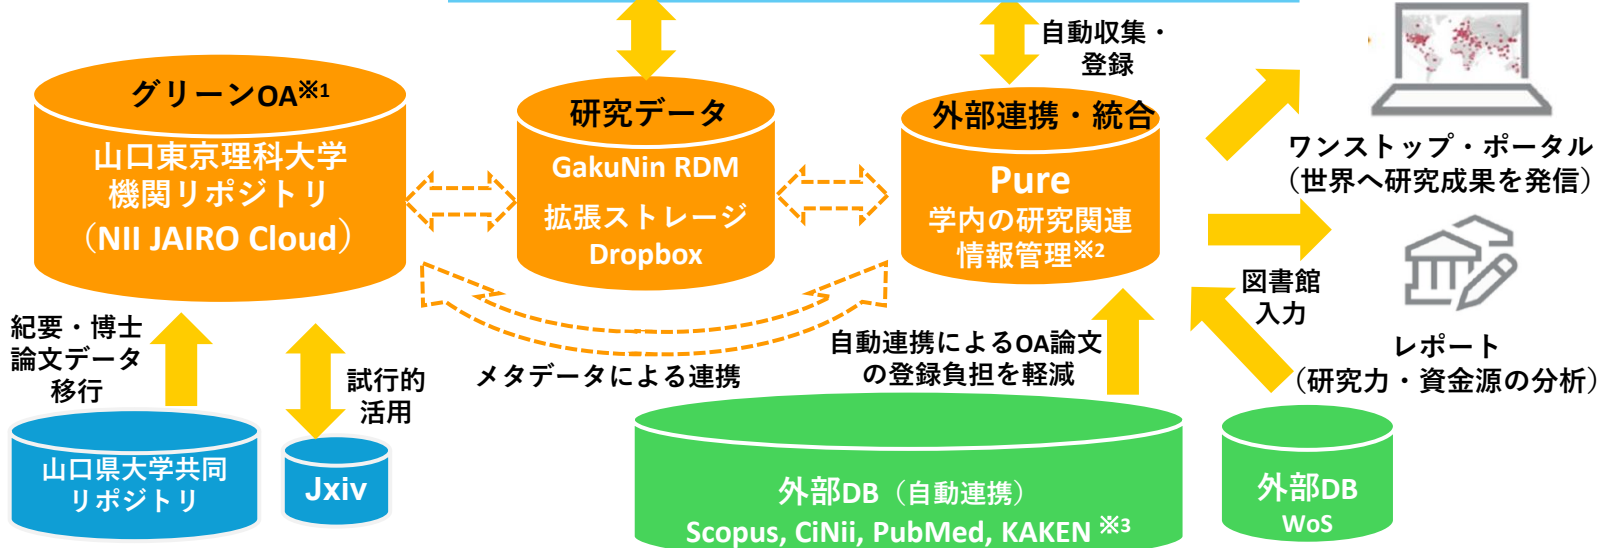 自動収集・
登録
グリーンOA※1
山口東京理科大学
機関リポジトリ
（NII JAIRO Cloud）
研究データ
GakuNin RDM
拡張ストレージ
Dropbox
外部連携・統合
Pure
学内の研究関連
情報管理※2
ワンストップ・ポータル
（世界へ研究成果を発信）
図書館
入力
レポート
（研究力・資金源の分析）
紀要・博士
論文データ
移行
試行的
活用
メタデータによる連携
自動連携によるOA論文
の登録負担を軽減
山口県大学共同
リポジトリ
Jxiv
外部DB（自動連携）
Scopus, CiNii, PubMed, KAKEN ※3
外部DB
WoS